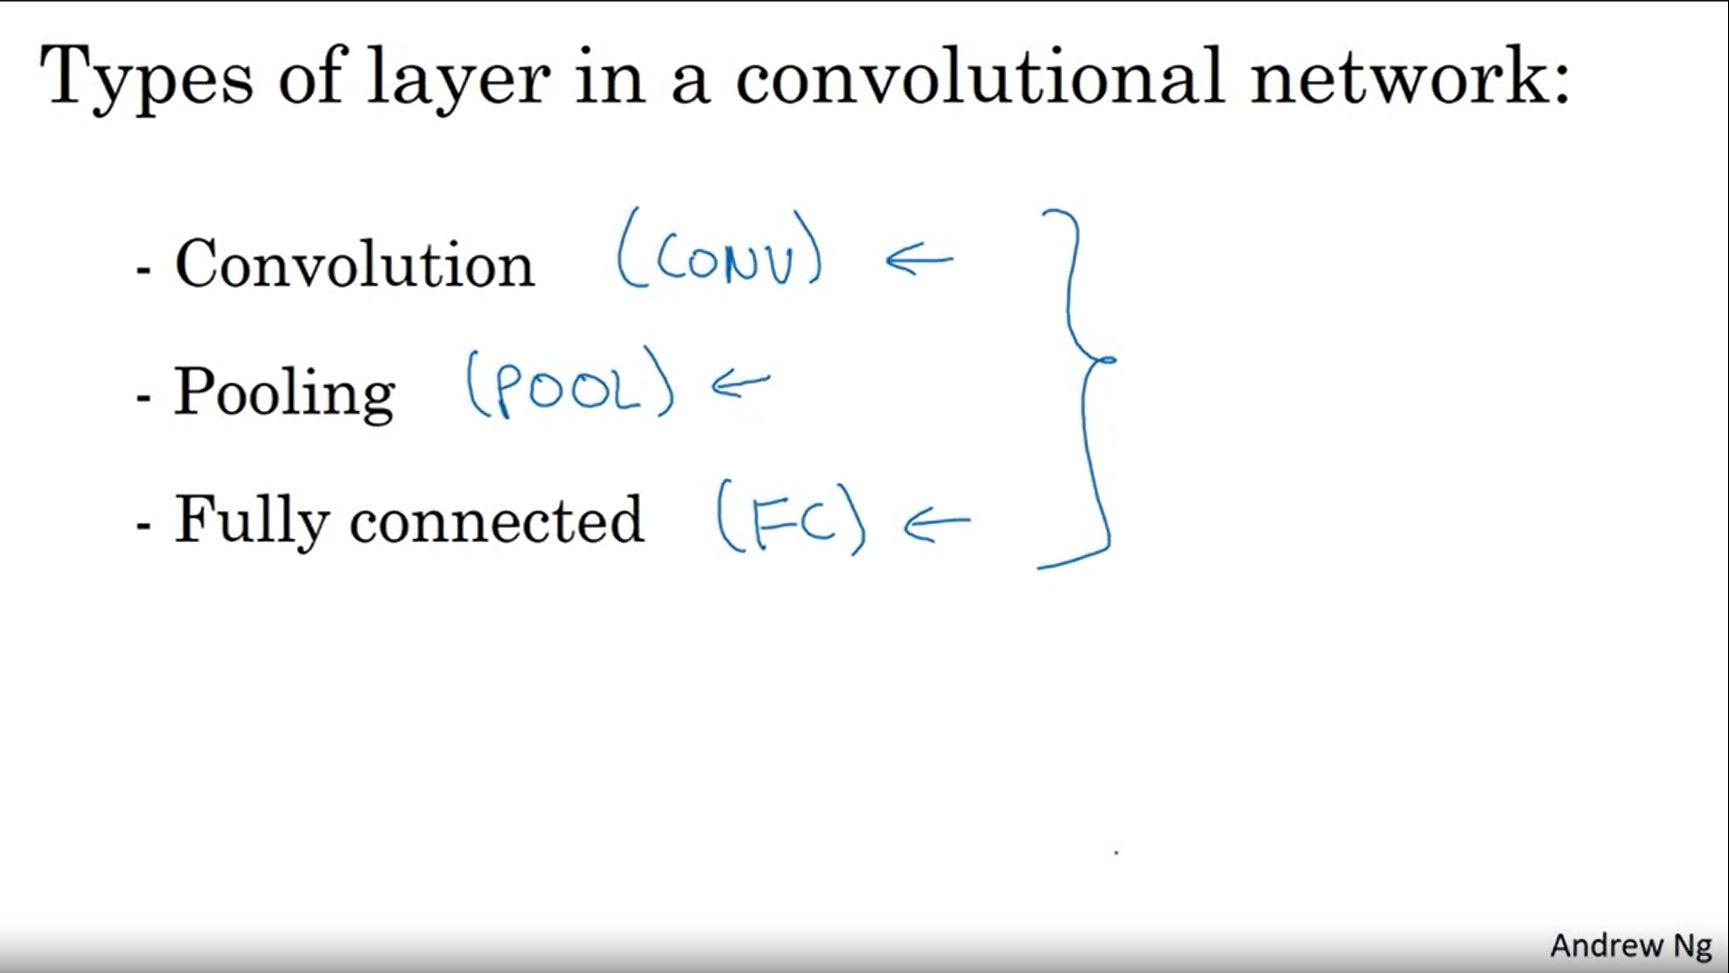 Types of layer in a convolutional network:
- Convolution (CONV) ←
- Pooling (POOL) ←
- Fully connected (FC) ←
Andrew Ng